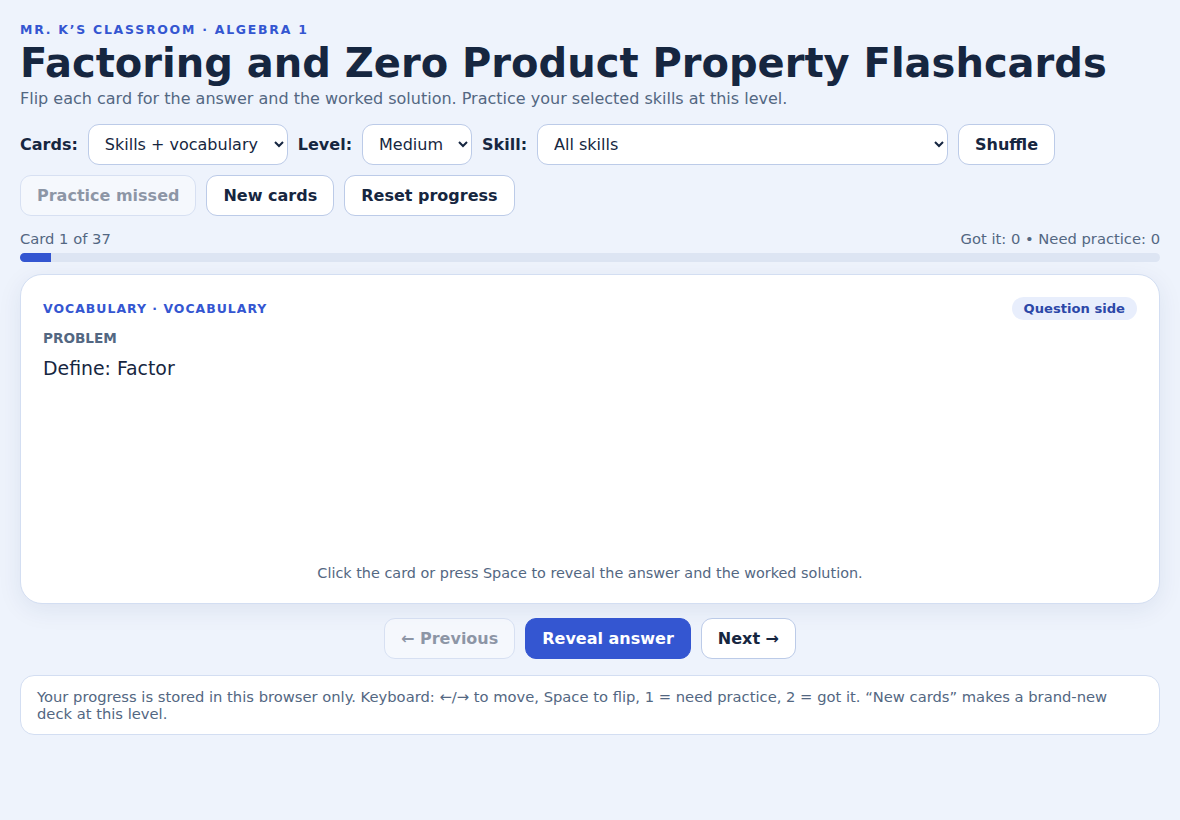 MR. K’S CLASSROOM · ALGEBRA 1
Factoring and Zero Product Property Flashcards
Flip each card for the answer and the worked solution. Practice your selected skills at this level.
Cards: Skills + vocabulary Level: Medium Skill: All skills Shuffle
Practice missed New cards Reset progress
Card 1 of 37 Got it: 0 • Need practice: 0
VOCABULARY · VOCABULARY Question side
PROBLEM
Define: Factor
Click the card or press Space to reveal the answer and the worked solution.
← Previous Reveal answer Next →
Your progress is stored in this browser only. Keyboard: ←/→ to move, Space to flip, 1 = need practice, 2 = got it. “New cards” makes a brand-new
deck at this level.